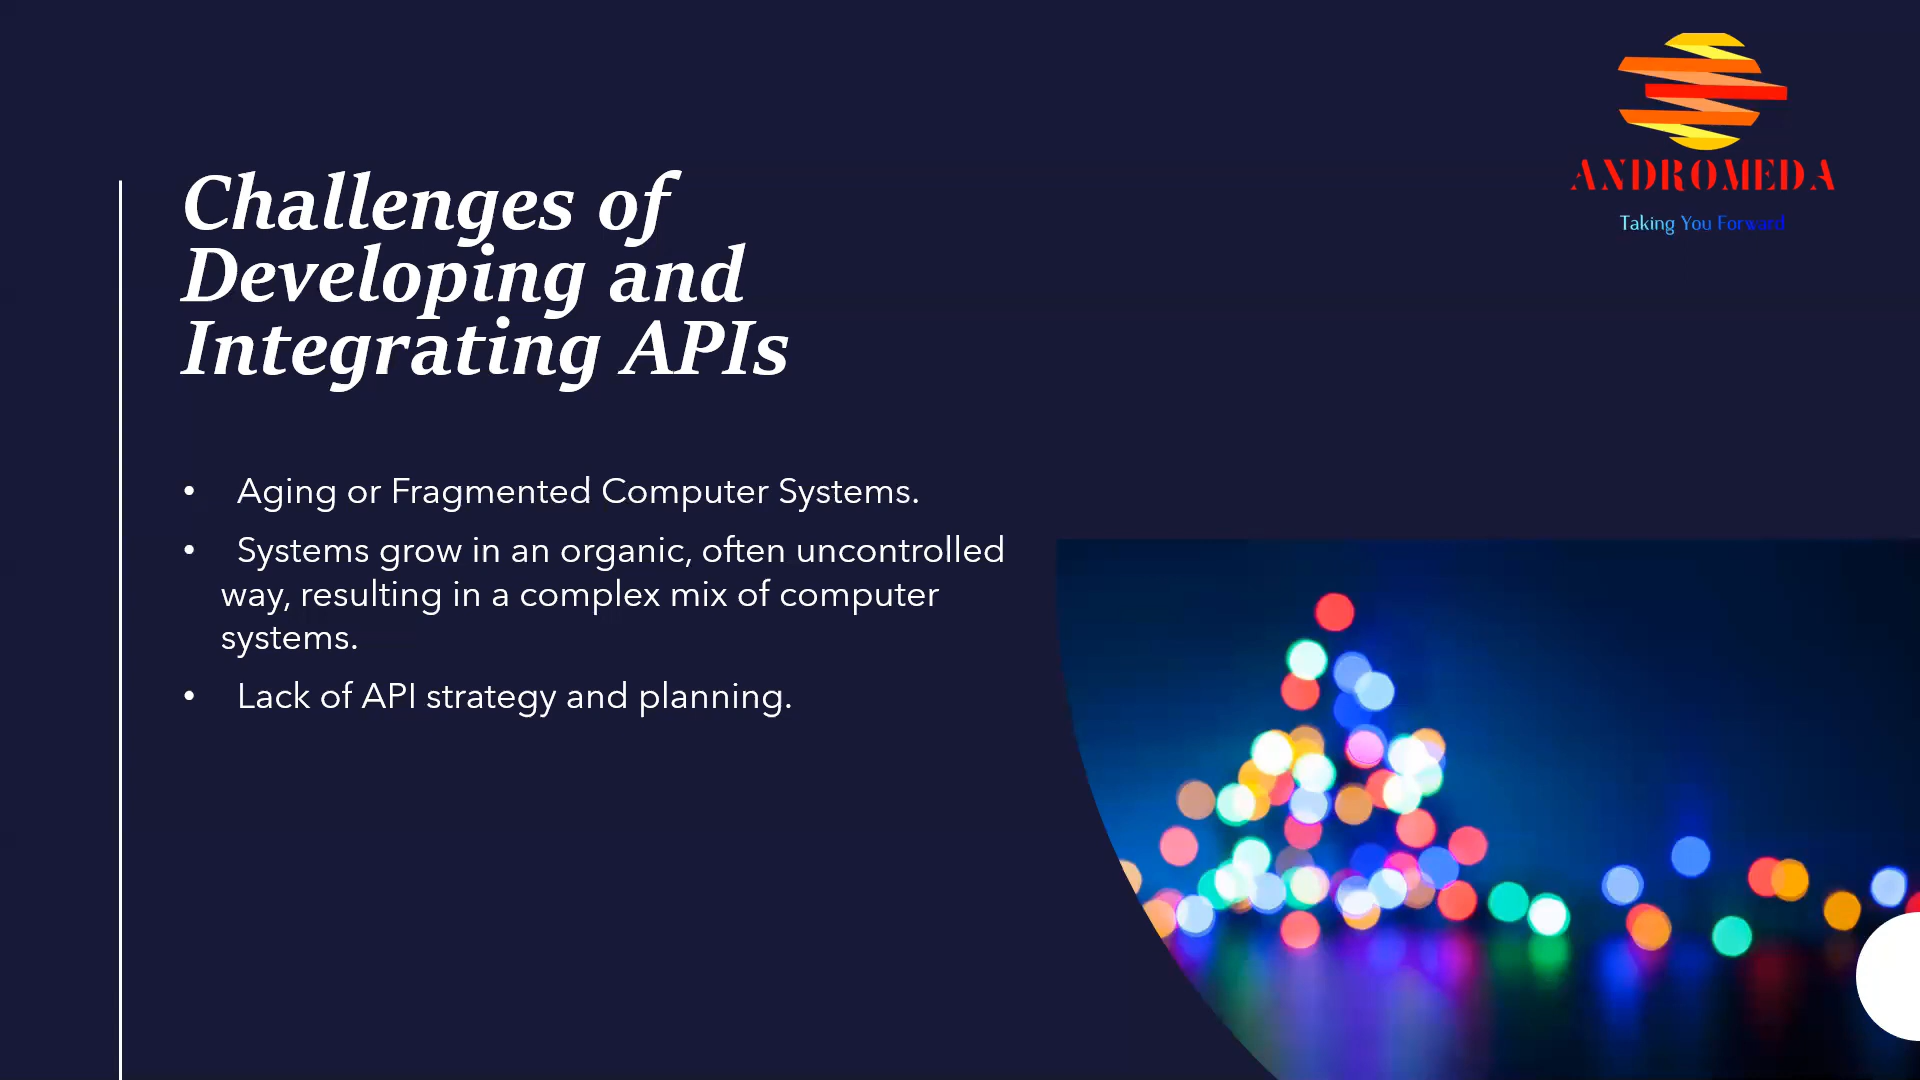 ANDROMEDA
Taking You Forward
Challenges of
Developing and
Integrating APIs
• Aging or Fragmented Computer Systems.
• Systems grow in an organic, often uncontrolled
way, resulting in a complex mix of computer
systems.
• Lack of API strategy and planning.